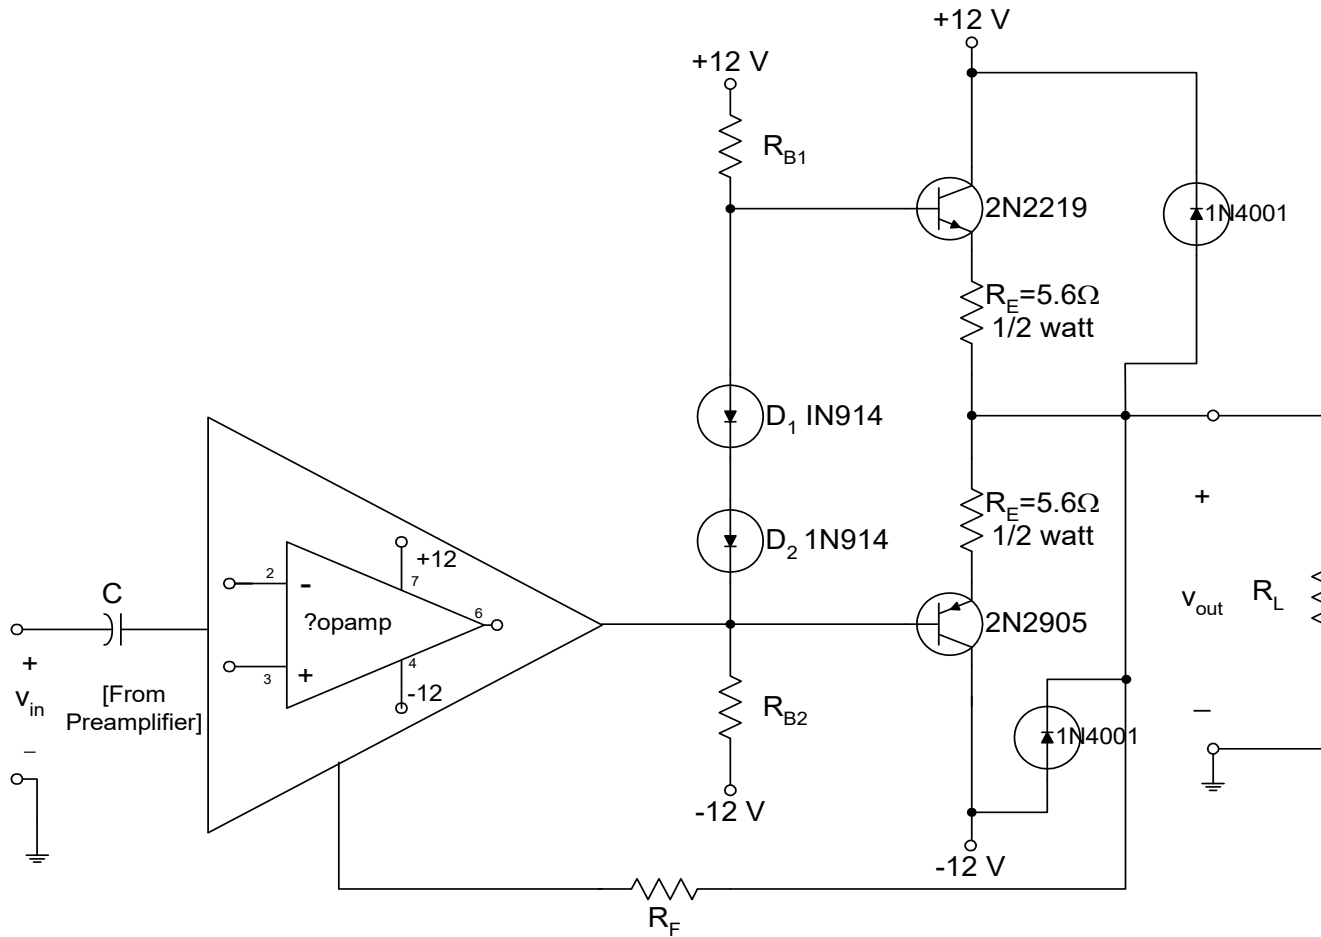 +12 V
+12 V
R_B1
2N2219
1N4001
R_E=5.6Ω
1/2 watt
D_1 IN914
R_E=5.6Ω
1/2 watt
D_2 1N914
+
+12
2
-
7
C
6
v_out
R_L
?opamp
2N2905
+
4
3
+
-12
[From
v_in
Preamplifier]
R_B2
–
1N4001
–
-12 V
-12 V
R_F